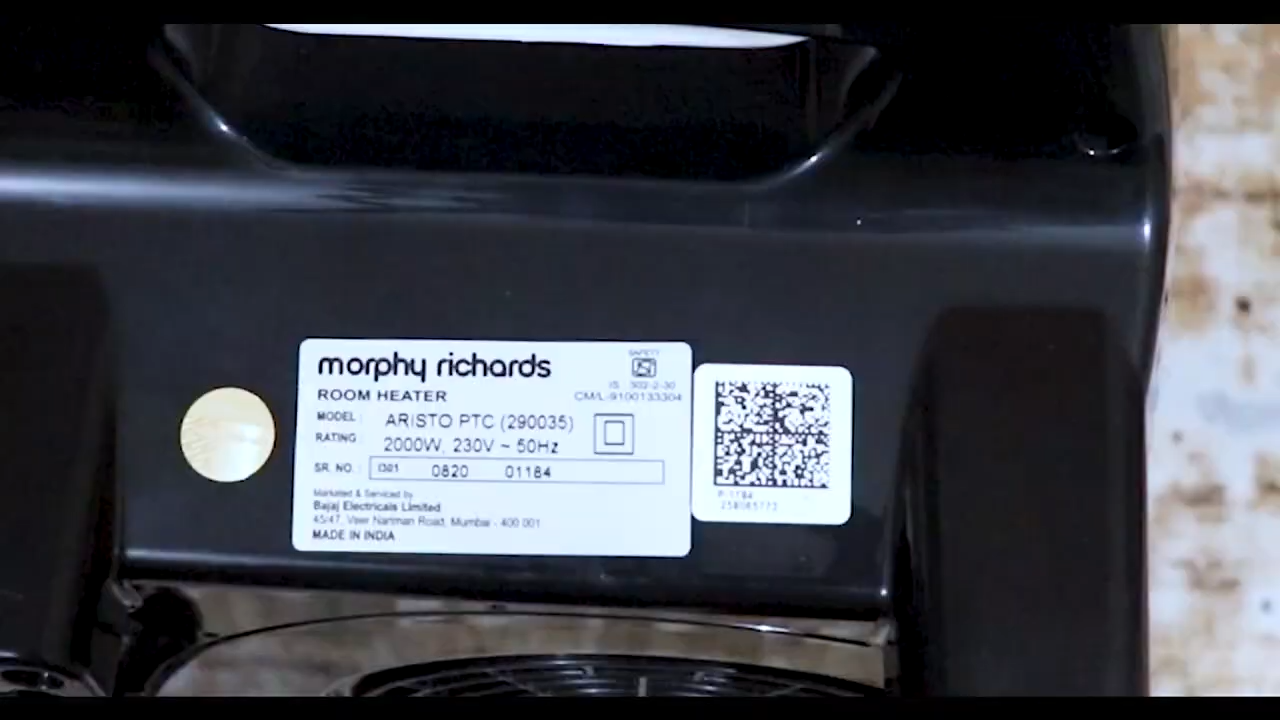 morphy richards
SAFETY
IS : 302-2-30
CM/L-9100133304
ROOM HEATER
MODEL : ARISTO PTC (290035)
RATING : 2000W, 230V ~ 50Hz
SR. NO. : 0820 01184
Marketed & Serviced by
Bajaj Electricals Limited
45/47, Veer Nariman Road, Mumbai - 400 001
MADE IN INDIA